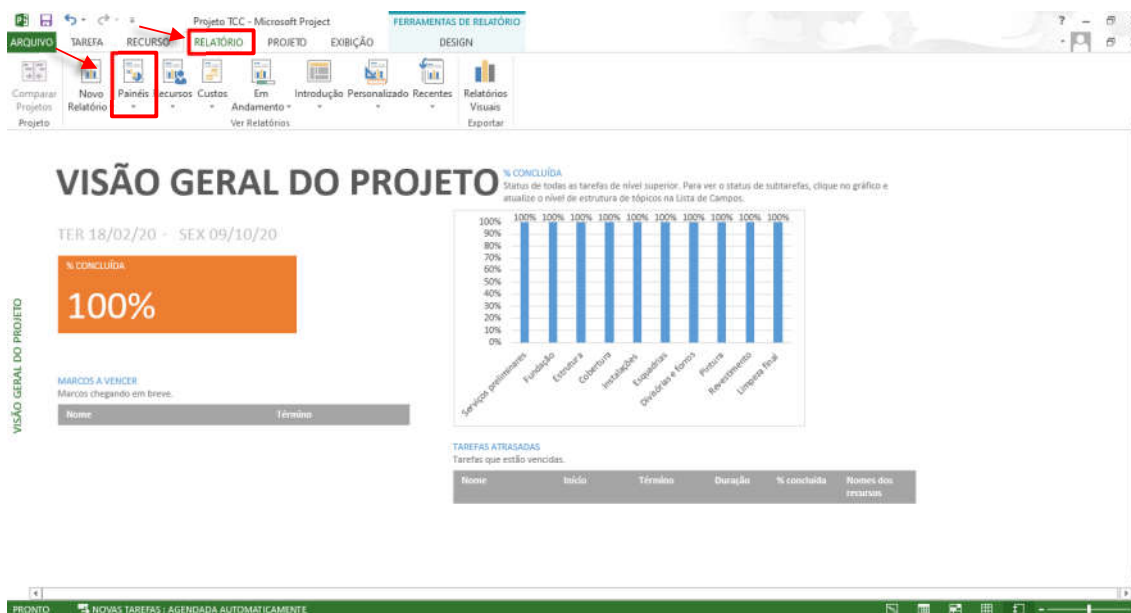 Projeto TCC - Microsoft Project
FERRAMENTAS DE RELATÓRIO
?
ARQUIVO TAREFA RECURSO RELATÓRIO PROJETO EXIBIÇÃO DESIGN
Comparar Projetos
Novo Relatório
Painéis
Recursos
Custos
Em Andamento
Introdução
Personalizado
Recentes
Relatórios Visuais
Projeto
Ver Relatórios
Exportar
VISÃO GERAL DO PROJETO
TER 18/02/20 - SEX 09/10/20
% CONCLUÍDA
100%
MARCOS A VENCER
Marcos chegando em breve.
Nome Término
% CONCLUÍDA
Status de todas as tarefas de nível superior. Para ver o status de subtarefas, clique no gráfico e
atualize o nível de estrutura de tópicos na Lista de Campos.
100% 100% 100% 100% 100% 100% 100% 100% 100% 100%
100%
90%
80%
70%
60%
50%
40%
30%
20%
10%
0%
Serviços preliminares
Fundação
Estrutura
Cobertura
Instalações
Esquadrias
Divisórias e forros
Pintura
Revestimento
Limpeza final
TAREFAS ATRASADAS
Tarefas que estão vencidas.
Nome Início Término Duração % concluída Nomes dos
recursos
VISÃO GERAL DO PROJETO
PRONTO NOVAS TAREFAS : AGENDADA AUTOMATICAMENTE